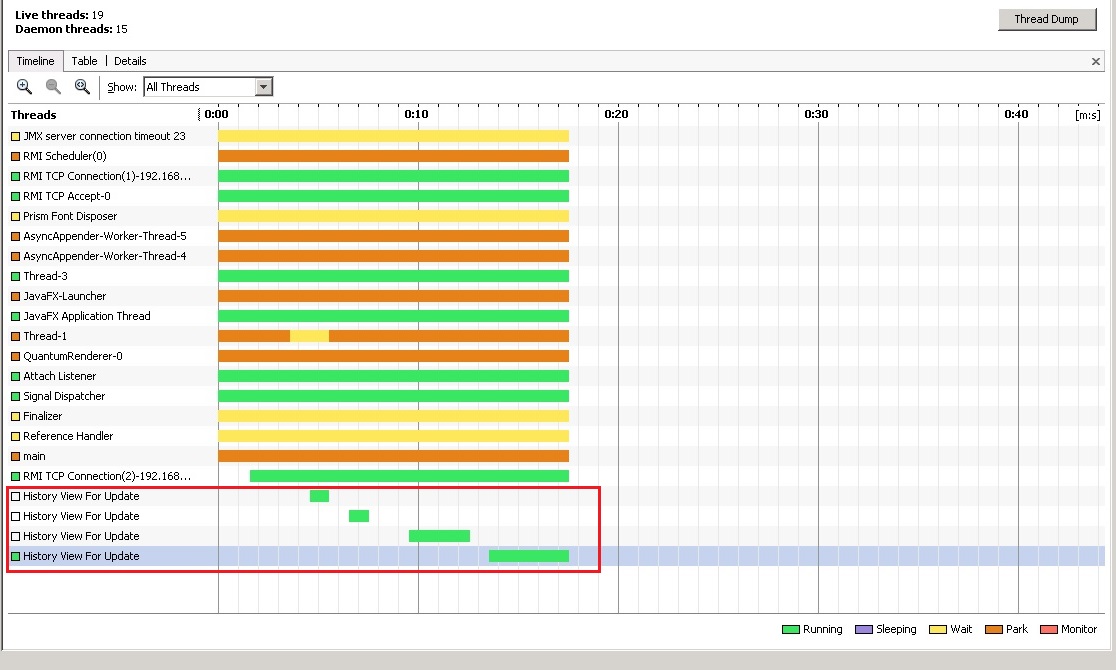 Live threads: 19
Daemon threads: 15
Thread Dump
Timeline Table Details
Show: All Threads
Threads 0:00 0:10 0:20 0:30 0:40 [m:s]
JMX server connection timeout 23
RMI Scheduler(0)
RMI TCP Connection(1)-192.168...
RMI TCP Accept-0
Prism Font Disposer
AsyncAppender-Worker-Thread-5
AsyncAppender-Worker-Thread-4
Thread-3
JavaFX-Launcher
JavaFX Application Thread
Thread-1
QuantumRenderer-0
Attach Listener
Signal Dispatcher
Finalizer
Reference Handler
main
RMI TCP Connection(2)-192.168...
History View For Update
History View For Update
History View For Update
History View For Update
Running Sleeping Wait Park Monitor